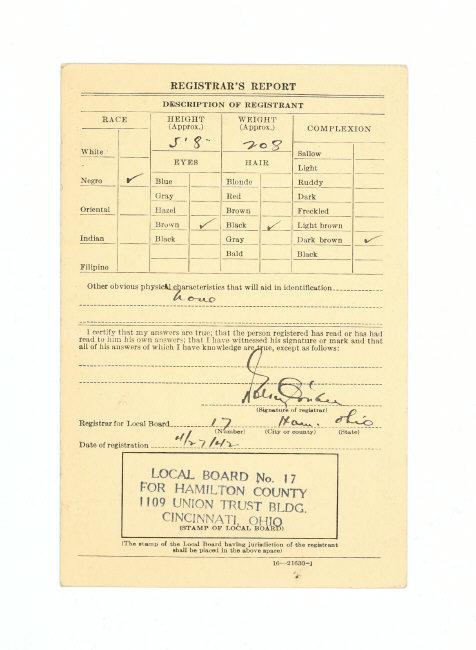 REGISTRAR'S REPORT
DESCRIPTION OF REGISTRANT
RACE
HEIGHT (Approx.)
WEIGHT (Approx.)
COMPLEXION
5'8"
208
White
Sallow
EYES
HAIR
Light
Negro ✓
Blue
Blonde
Ruddy
Gray
Red
Dark
Oriental
Hazel
Brown
Freckled
Brown ✓
Black ✓
Light brown
Indian
Black
Gray
Dark brown ✓
Bald
Black
Filipino
Other obvious physical characteristics that will aid in identification
none
I certify that my answers are true; that the person registered has read or has had
read to him his own answers; that I have witnessed his signature or mark and that
all of his answers of which I have knowledge are true, except as follows:
(Signature of registrar)
Registrar for Local Board 17 Ham. Ohio
(Number) (City or county) (State)
Date of registration 4/27/42
LOCAL BOARD No. 17
FOR HAMILTON COUNTY
1109 UNION TRUST BLDG.
CINCINNATI, OHIO
(STAMP OF LOCAL BOARD)
(The stamp of the Local Board having jurisdiction of the registrant
shall be placed in the above space)
16—21630-1